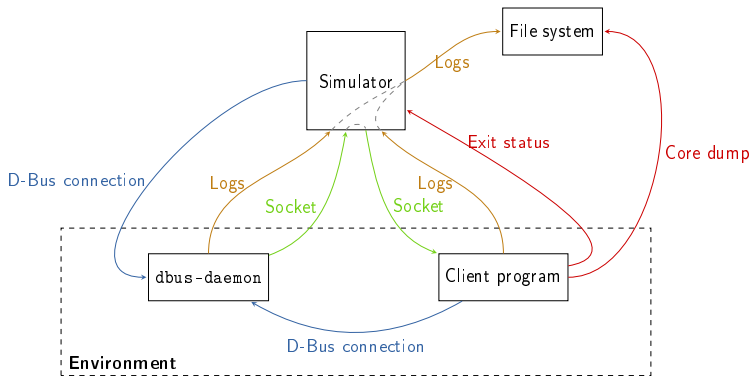 File system
Logs
Simulator
Exit status
Core dump
D-Bus connection
Logs
Logs
Socket
Socket
dbus-daemon
Client program
D-Bus connection
Environment